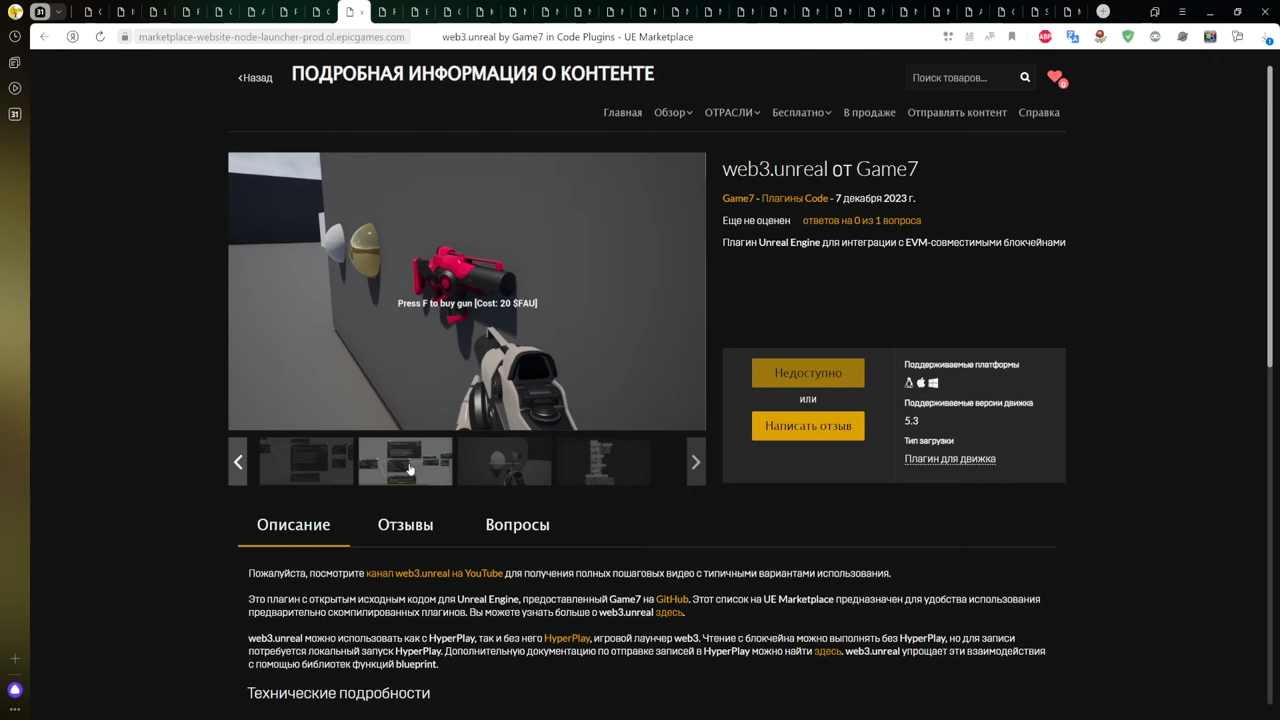 31
marketplace-website-node-launcher-prod.ol.epicgames.com
web3.unreal by Game7 in Code Plugins - UE Marketplace
ABP
31
‹Назад
ПОДРОБНАЯ ИНФОРМАЦИЯ О КОНТЕНТЕ
Поиск товаров...
0
Главная Обзор ОТРАСЛИ Бесплатно В продаже Отправлять контент Справка
web3.unreal от Game7
Game7 - Плагины Code - 7 декабря 2023 г.
Еще не оценен ответов на 0 из 1 вопроса
Плагин Unreal Engine для интеграции с EVM-совместимыми блокчейнами
Press F to buy gun [Cost: 20 $FAU]
Недоступно
или
Написать отзыв
Поддерживаемые платформы
Поддерживаемые версии движка
5.3
Тип загрузки
Плагин для движка
Описание Отзывы Вопросы
Пожалуйста, посмотрите канал web3.unreal на YouTube для получения полных пошаговых видео с типичными вариантами использования.
Это плагин с открытым исходным кодом для Unreal Engine, предоставленный Game7 на GitHub. Этот список на UE Marketplace предназначен для удобства использования
предварительно скомпилированных плагинов. Вы можете узнать больше о web3.unreal здесь.
web3.unreal можно использовать как с HyperPlay, так и без него HyperPlay, игровой лаунчер web3. Чтение с блокчейна можно выполнять без HyperPlay, но для записи
потребуется локальный запуск HyperPlay. Дополнительную документацию по отправке записей в HyperPlay можно найти здесь. web3.unreal упрощает эти взаимодействия
с помощью библиотек функций blueprint.
Технические подробности